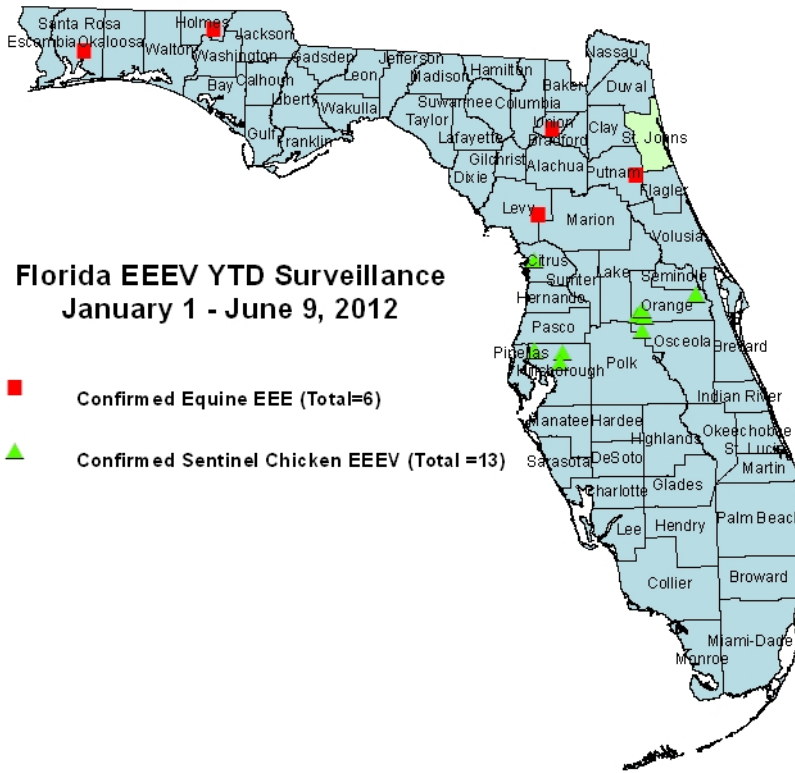 Santa Rosa
Holmes
Jackson
Escambia
Okaloosa
Walton
Washington
Gadsden
Jefferson
Nassau
Calhoun
Leon
Madison
Hamilton
Baker
Duval
Bay
Liberty
Wakulla
Suwannee
Columbia
Taylor
Union
Clay
St. Johns
Gulf
Franklin
Lafayette
Bradford
Gilchrist
Alachua
Putnam
Dixie
Flagler
Levy
Marion
Volusia
Citrus
Lake
Seminole
Sumter
Florida EEEV YTD Surveillance
January 1 - June 9, 2012
Hernando
Orange
Pasco
Osceola
Brevard
Pinellas
Polk
Hillsborough
Confirmed Equine EEE (Total=6)
Indian River
Manatee
Hardee
Okeechobee
Highlands
St. Lucie
Confirmed Sentinel Chicken EEEV (Total =13)
Sarasota
DeSoto
Martin
Charlotte
Glades
Palm Beach
Lee
Hendry
Collier
Broward
Miami-Dade
Monroe